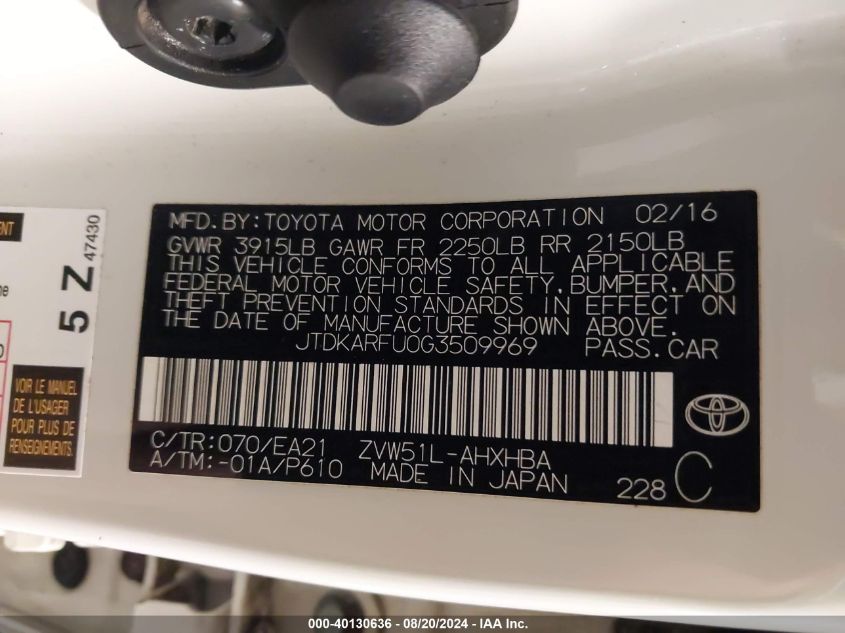 MFD. BY: TOYOTA MOTOR CORPORATION 02/16
GVWR 3915LB GAWR FR 2250LB RR 2150LB
THIS VEHICLE CONFORMS TO ALL APPLICABLE
FEDERAL MOTOR VEHICLE SAFETY, BUMPER, AND
THEFT PREVENTION STANDARDS IN EFFECT ON
THE DATE OF MANUFACTURE SHOWN ABOVE.
JTDKARFU0G3509969 PASS. CAR
C/TR: 070/EA21 ZVW51L-AHXHBA
A/TM: -01A/P610 MADE IN JAPAN
228 C
5 Z 47430
VOIR LE MANUEL
DE L'USAGER
POUR PLUS DE
RENSEIGNEMENTS.
000-40130636 - 08/20/2024 - IAA Inc.